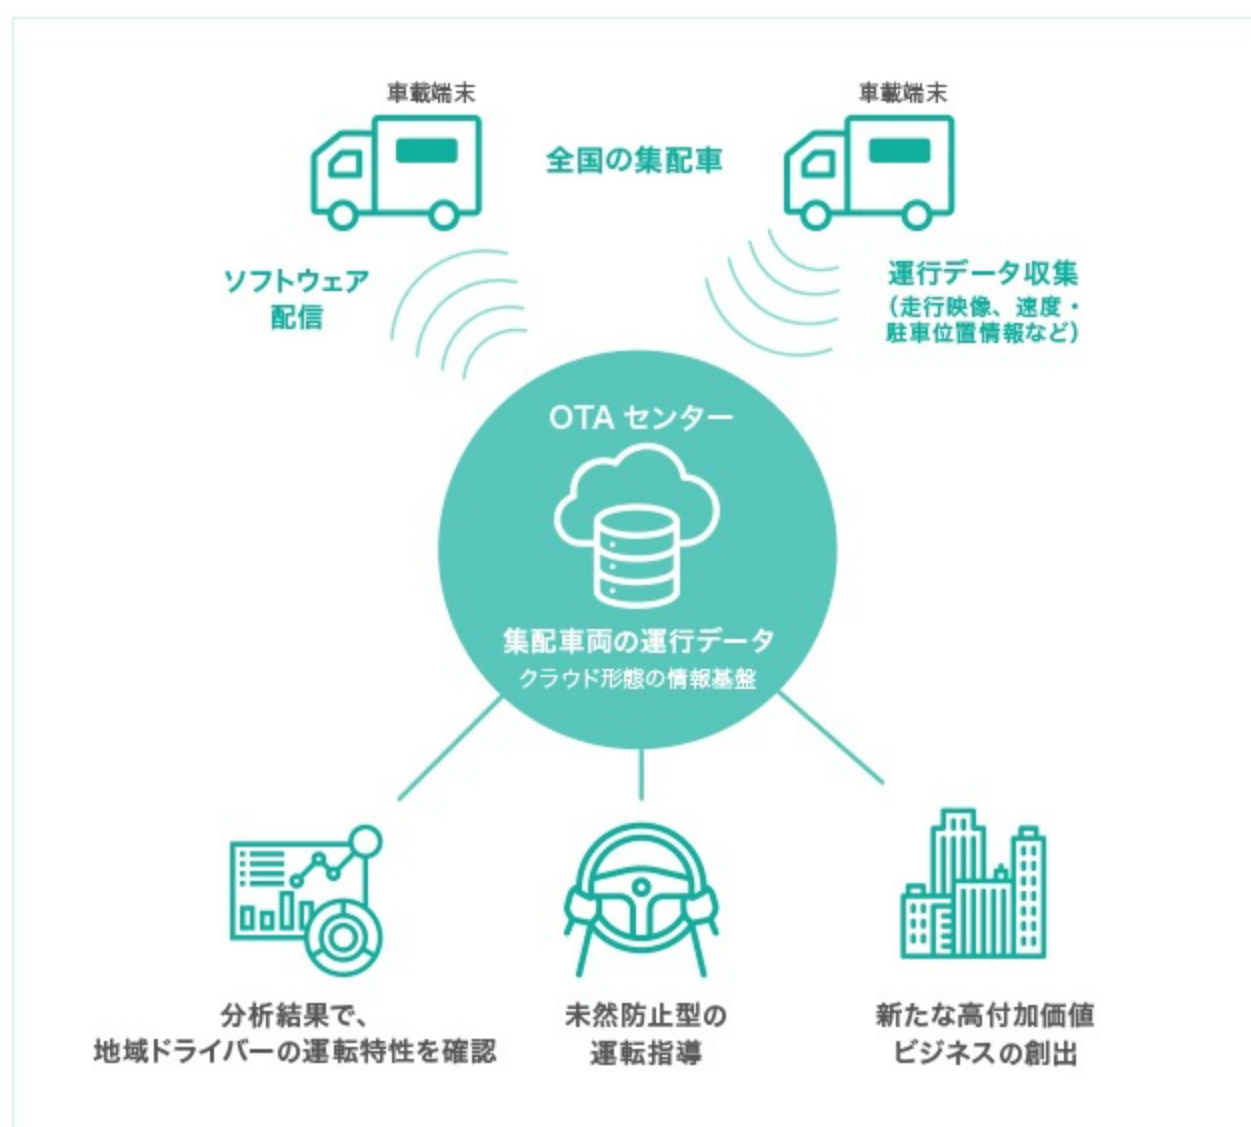 車載端末
車載端末
全国の集配車
ソフトウェア
配信
運行データ収集
（走行映像、速度・
駐車位置情報など）
OTA センター
集配車両の運行データ
クラウド形態の情報基盤
分析結果で、
地域ドライバーの運転特性を確認
未然防止型の
運転指導
新たな高付加価値
ビジネスの創出